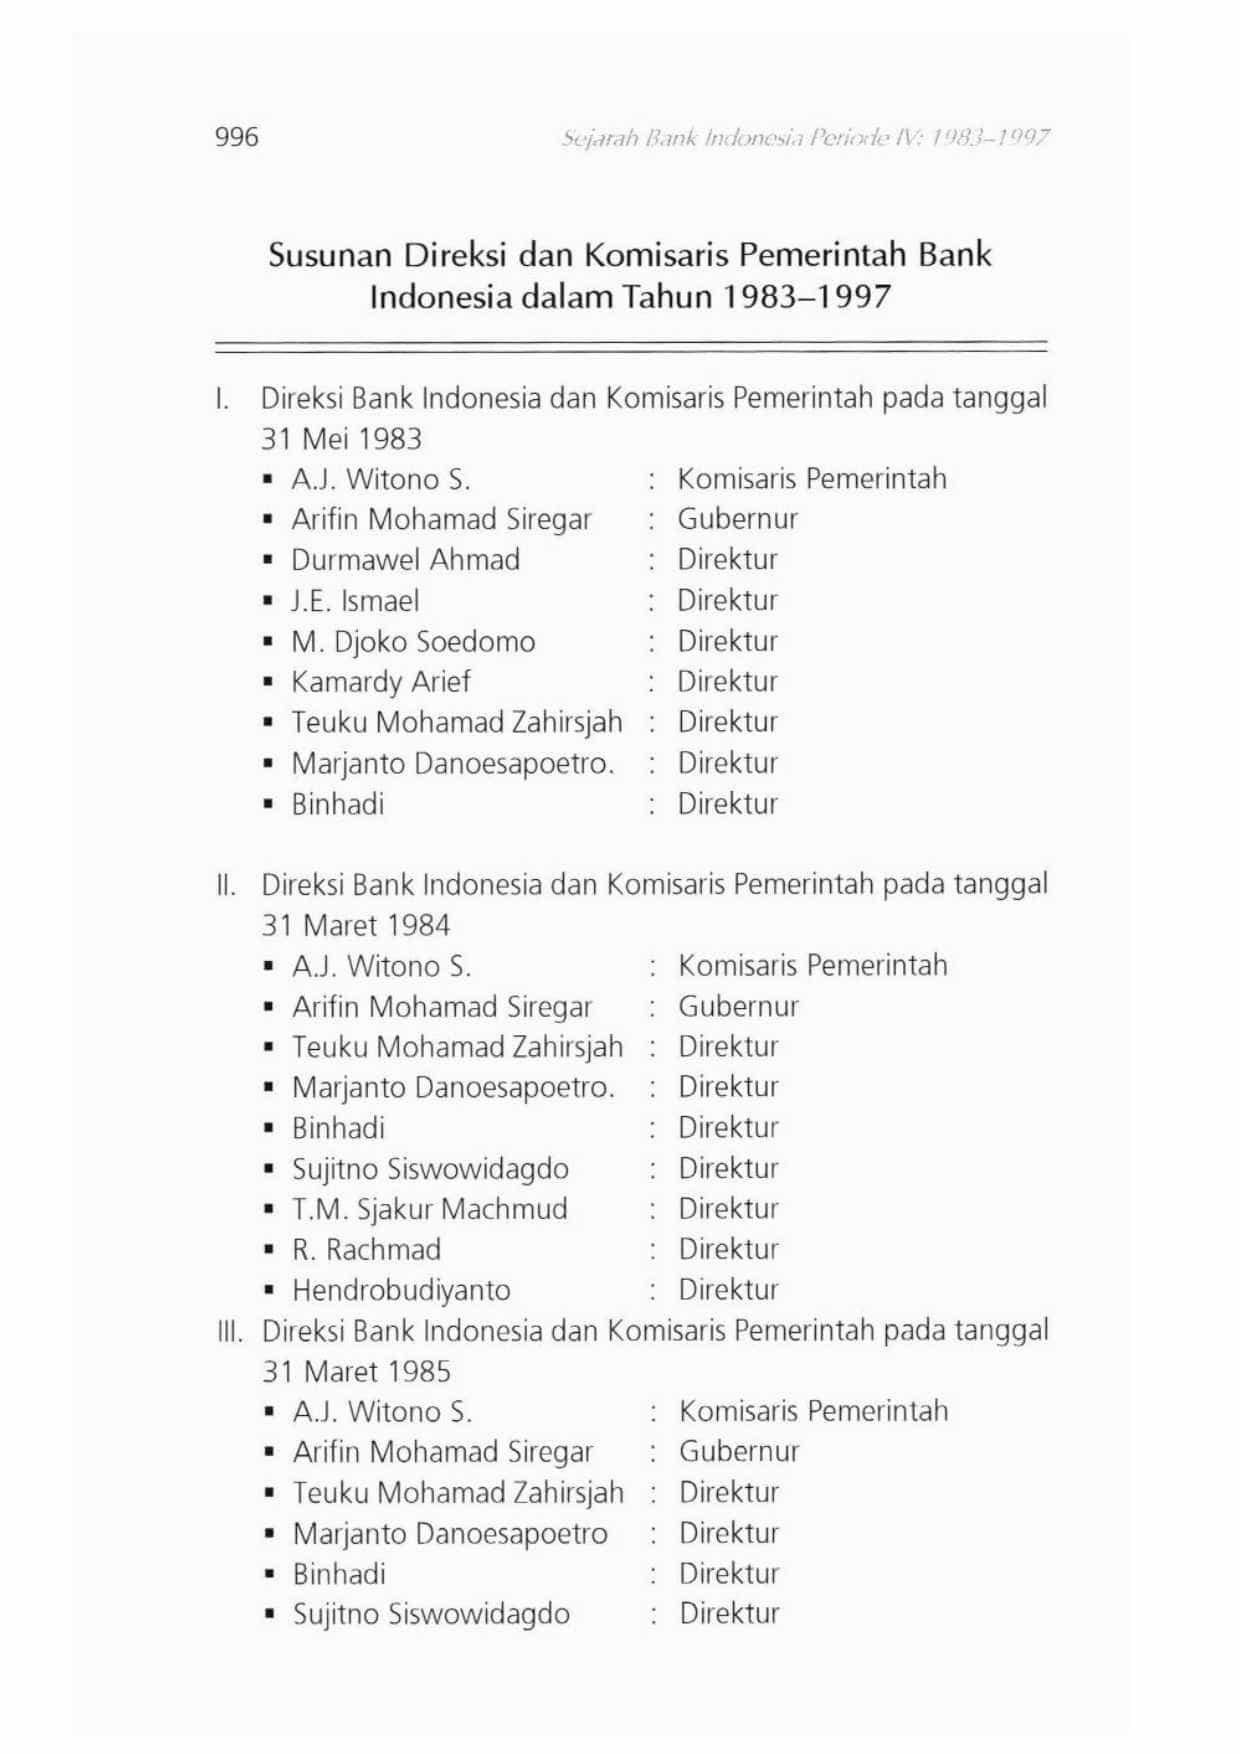 996 Sejarah Bank Indonesia Periode IV: 1983–1997
Susunan Direksi dan Komisaris Pemerintah Bank
Indonesia dalam Tahun 1983–1997
I. Direksi Bank Indonesia dan Komisaris Pemerintah pada tanggal
31 Mei 1983
▪ A.J. Witono S. : Komisaris Pemerintah
▪ Arifin Mohamad Siregar : Gubernur
▪ Durmawel Ahmad : Direktur
▪ J.E. Ismael : Direktur
▪ M. Djoko Soedomo : Direktur
▪ Kamardy Arief : Direktur
▪ Teuku Mohamad Zahirsjah : Direktur
▪ Marjanto Danoesapoetro. : Direktur
▪ Binhadi : Direktur
II. Direksi Bank Indonesia dan Komisaris Pemerintah pada tanggal
31 Maret 1984
▪ A.J. Witono S. : Komisaris Pemerintah
▪ Arifin Mohamad Siregar : Gubernur
▪ Teuku Mohamad Zahirsjah : Direktur
▪ Marjanto Danoesapoetro. : Direktur
▪ Binhadi : Direktur
▪ Sujitno Siswowidagdo : Direktur
▪ T.M. Sjakur Machmud : Direktur
▪ R. Rachmad : Direktur
▪ Hendrobudiyanto : Direktur
III. Direksi Bank Indonesia dan Komisaris Pemerintah pada tanggal
31 Maret 1985
▪ A.J. Witono S. : Komisaris Pemerintah
▪ Arifin Mohamad Siregar : Gubernur
▪ Teuku Mohamad Zahirsjah : Direktur
▪ Marjanto Danoesapoetro : Direktur
▪ Binhadi : Direktur
▪ Sujitno Siswowidagdo : Direktur